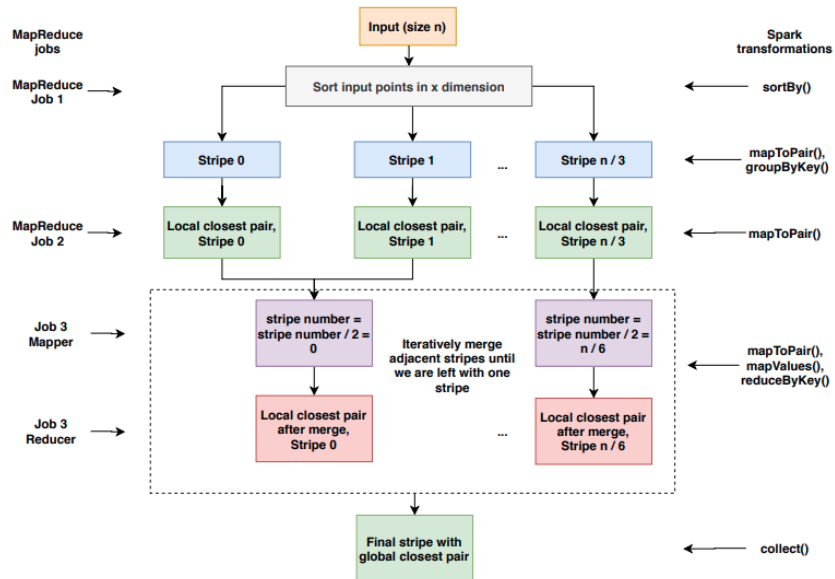 MapReduce
jobs
Input (size n)
Spark
transformations
MapReduce
Job 1
Sort input points in x dimension
sortBy()
Stripe 0
Stripe 1
...
Stripe n / 3
mapToPair(),
groupByKey()
MapReduce
Job 2
Local closest pair,
Stripe 0
Local closest pair,
Stripe 1
...
Local closest pair,
Stripe n/3
mapToPair()
Job 3
Mapper
stripe number =
stripe number / 2 =
0
Iteratively merge
adjacent stripes until
we are left with one
stripe
stripe number =
stripe number / 2 =
n / 6
mapToPair(),
mapValues(),
reduceByKey()
Job 3
Reducer
Local closest pair
after merge,
Stripe 0
...
Local closest pair
after merge,
Stripe n / 6
Final stripe with
global closest pair
collect()